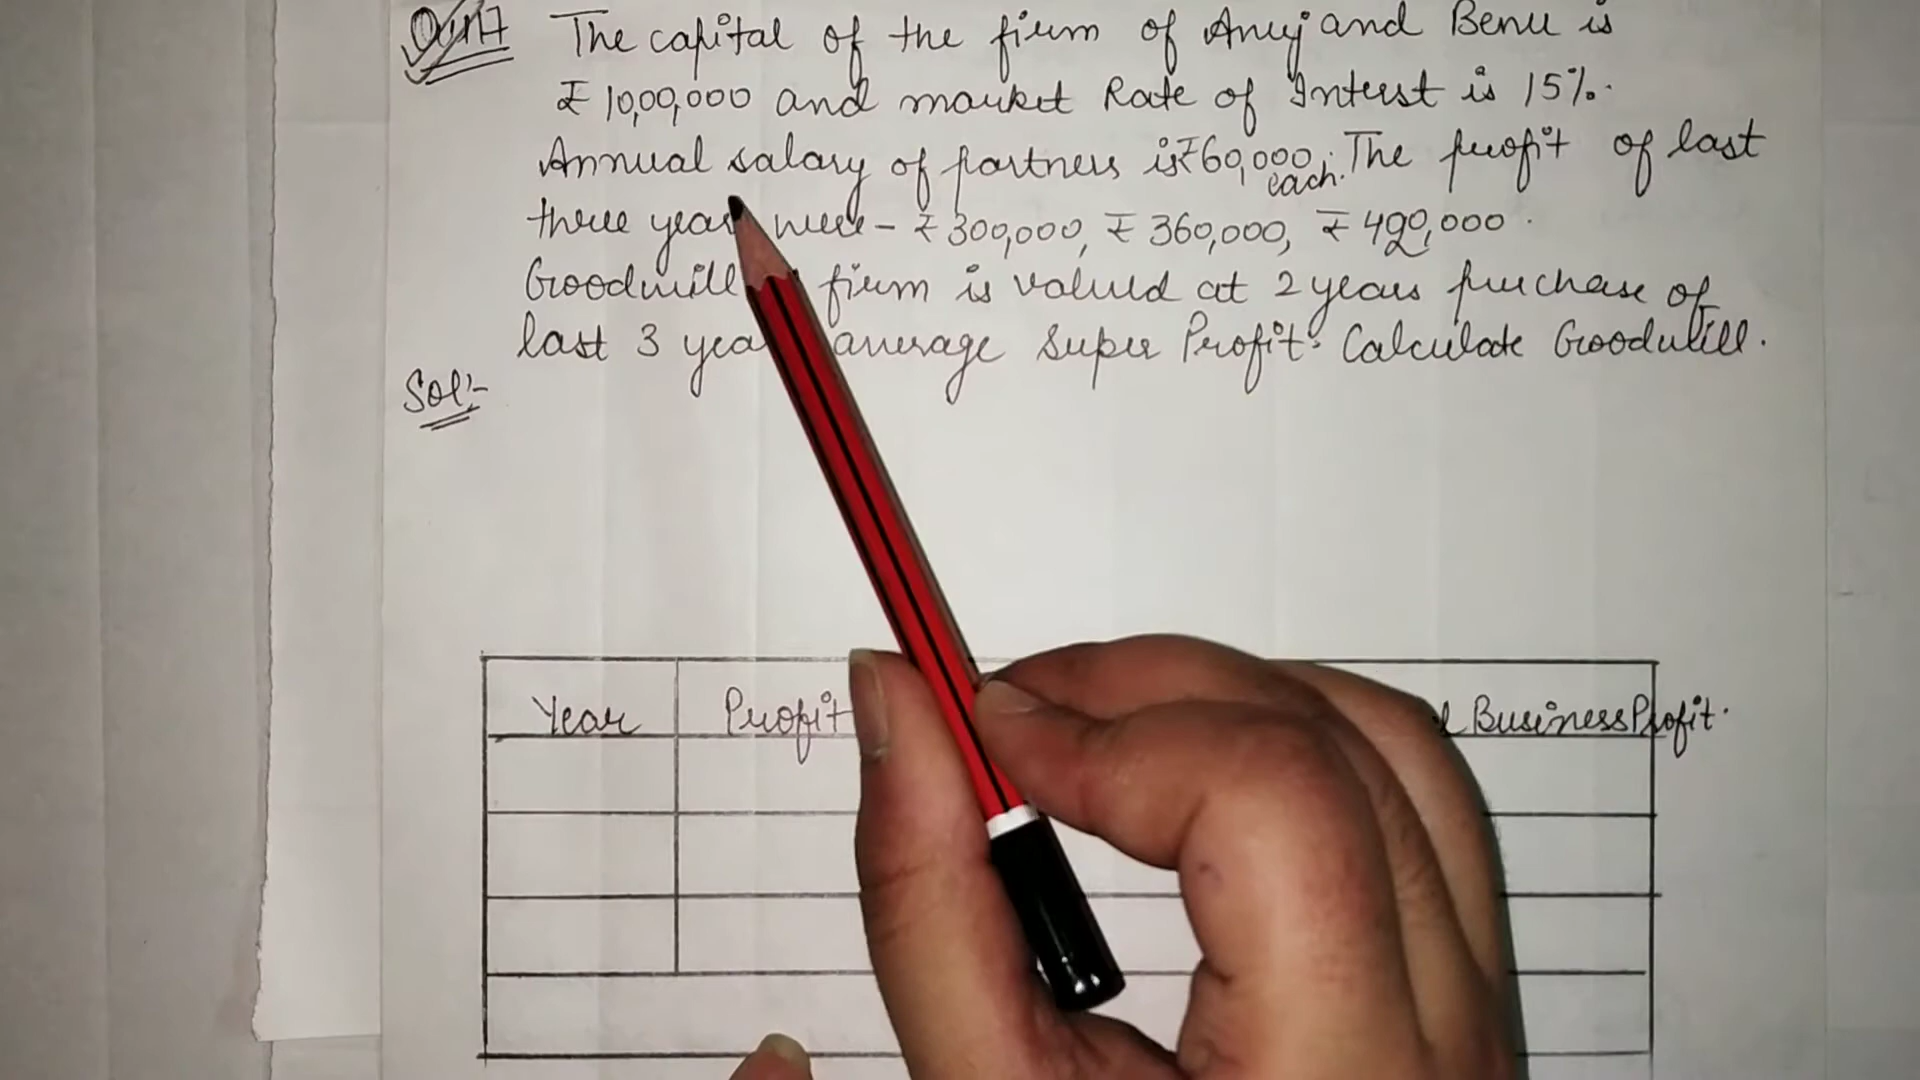 Qun 17 The capital of the firm of Anuj and Benu is
₹ 10,00,000 and market Rate of Interst is 15%.
Annual salary of partners is ₹60,000 each. The profit of last
three year were - ₹ 300,000, ₹ 360,000, ₹ 420,000.
Goodwill firm is valued at 2 years purchase of
last 3 year average Super Profit. Calculate Goodwill.
Sol:-
Year Profit Business Profit.